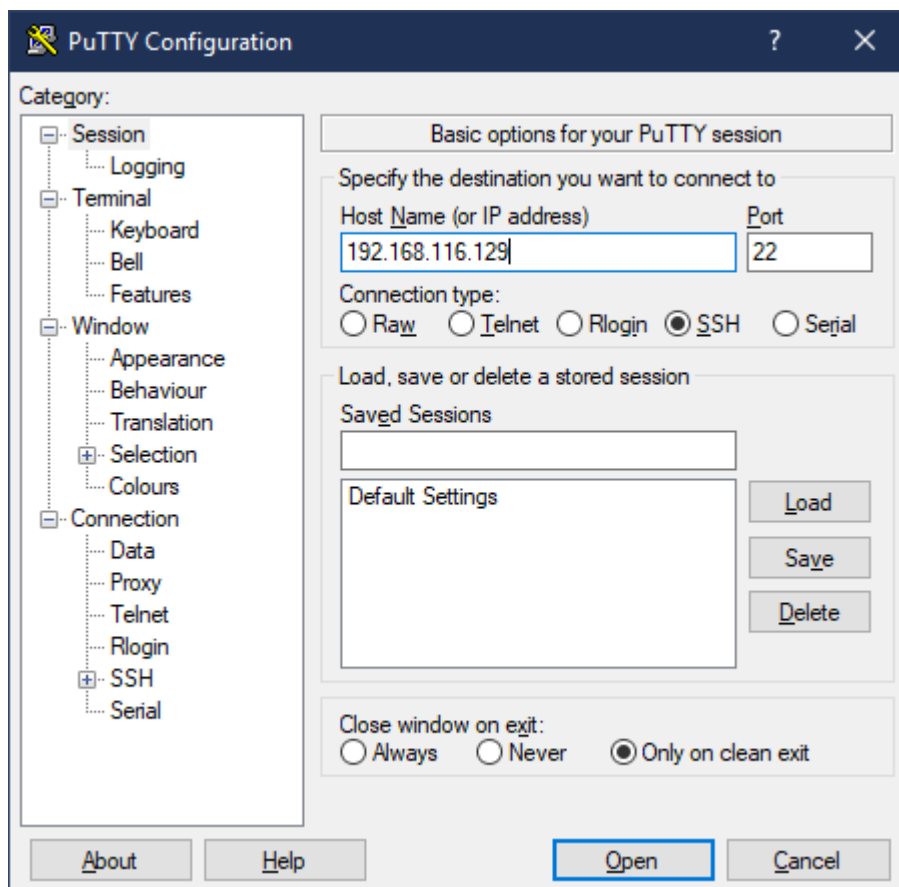 PuTTY Configuration
?
Category:
Session
Logging
Terminal
Keyboard
Bell
Features
Window
Appearance
Behaviour
Translation
Selection
Colours
Connection
Data
Proxy
Telnet
Rlogin
SSH
Serial
Basic options for your PuTTY session
Specify the destination you want to connect to
Host Name (or IP address) Port
192.168.116.129 22
Connection type:
Raw Telnet Rlogin SSH Serial
Load, save or delete a stored session
Saved Sessions
Default Settings
Load
Save
Delete
Close window on exit:
Always Never Only on clean exit
About Help Open Cancel